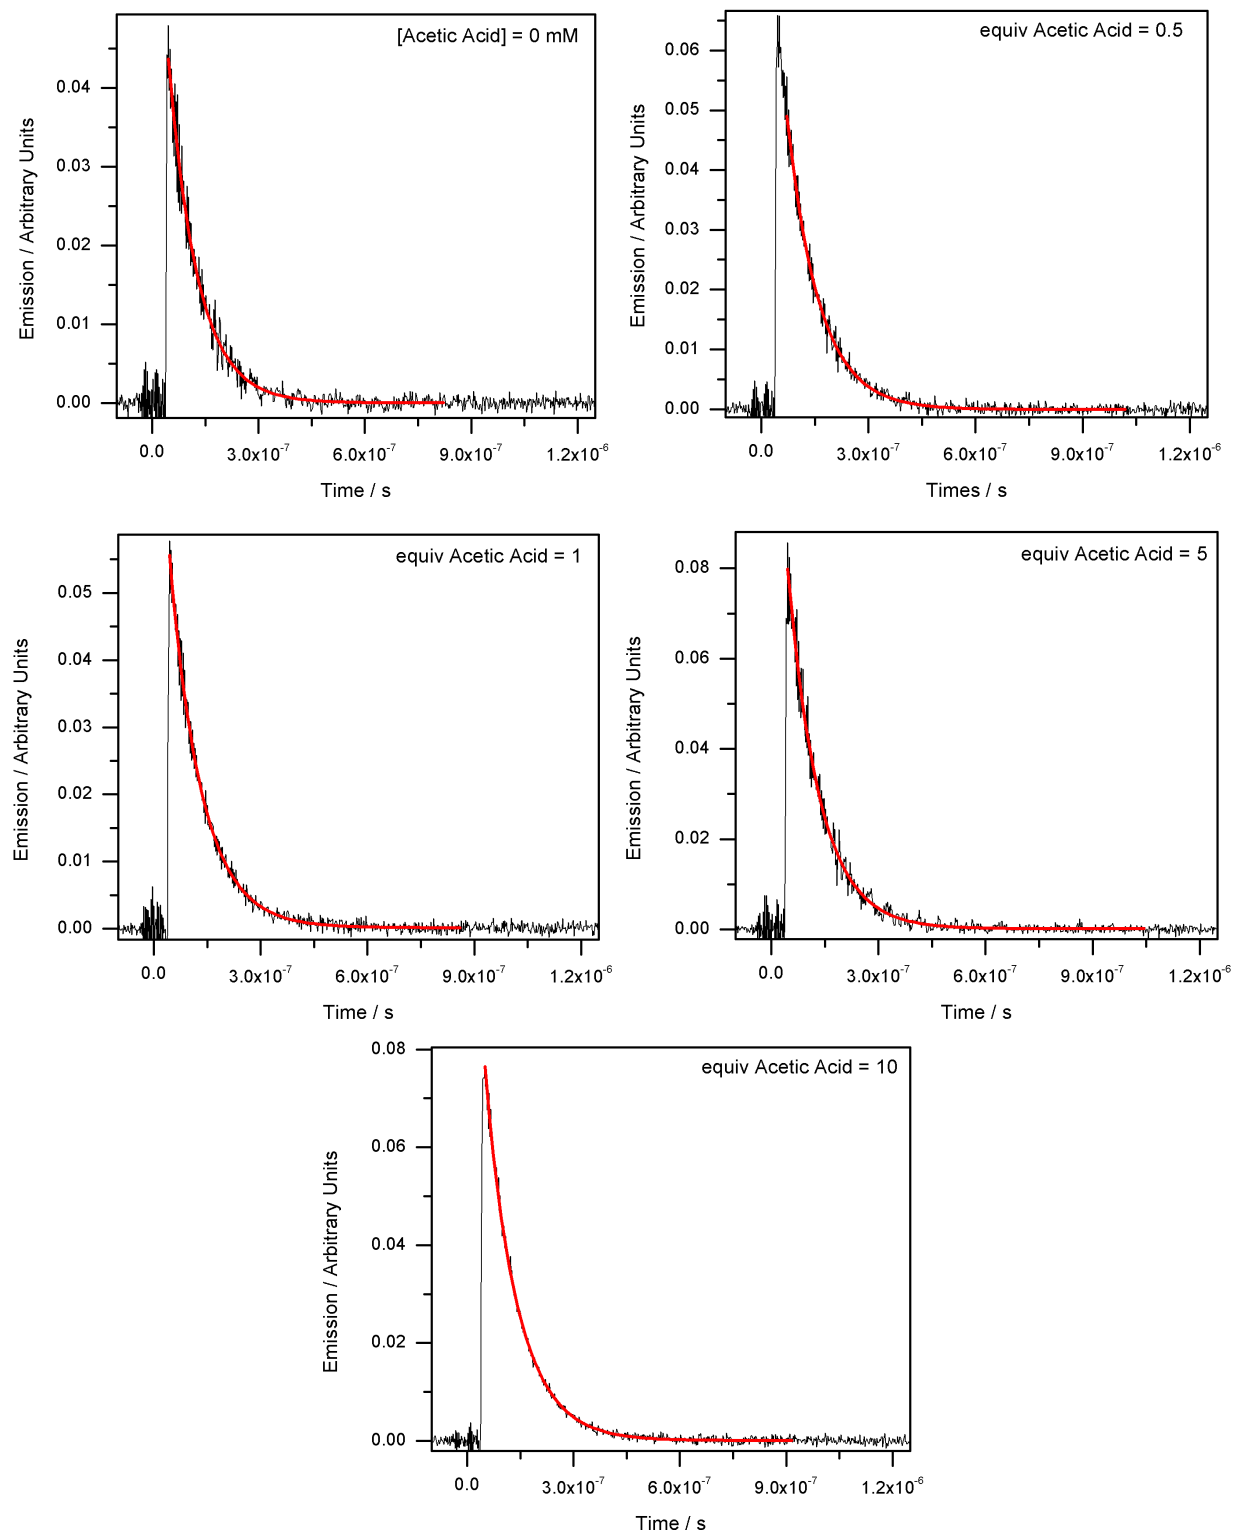 [Acetic Acid] = 0 mM
0.04
0.03
0.02
0.01
0.00
Emission / Arbitrary Units
0.0 3.0x10⁻⁷ 6.0x10⁻⁷ 9.0x10⁻⁷ 1.2x10⁻⁶
Time / s
equiv Acetic Acid = 0.5
0.06
0.05
0.04
0.03
0.02
0.01
0.00
Emission / Arbitrary Units
0.0 3.0x10⁻⁷ 6.0x10⁻⁷ 9.0x10⁻⁷ 1.2x10⁻⁶
Times / s
equiv Acetic Acid = 1
0.05
0.04
0.03
0.02
0.01
0.00
Emission / Arbitrary Units
0.0 3.0x10⁻⁷ 6.0x10⁻⁷ 9.0x10⁻⁷ 1.2x10⁻⁶
Time / s
equiv Acetic Acid = 5
0.08
0.06
0.04
0.02
0.00
Emission / Arbitrary Units
0.0 3.0x10⁻⁷ 6.0x10⁻⁷ 9.0x10⁻⁷ 1.2x10⁻⁶
Time / s
equiv Acetic Acid = 10
0.08
0.06
0.04
0.02
0.00
Emission / Arbitrary Units
0.0 3.0x10⁻⁷ 6.0x10⁻⁷ 9.0x10⁻⁷ 1.2x10⁻⁶
Time / s